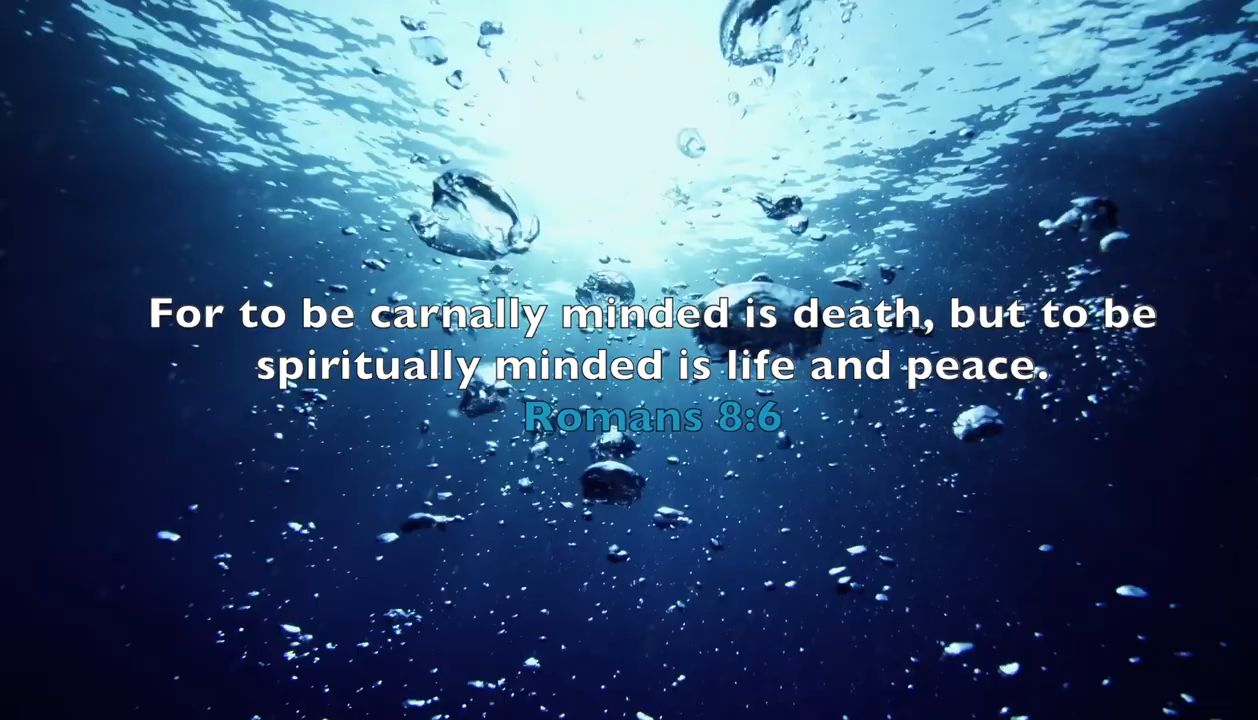 For to be carnally minded is death, but to be
spiritually minded is life and peace.
Romans 8:6